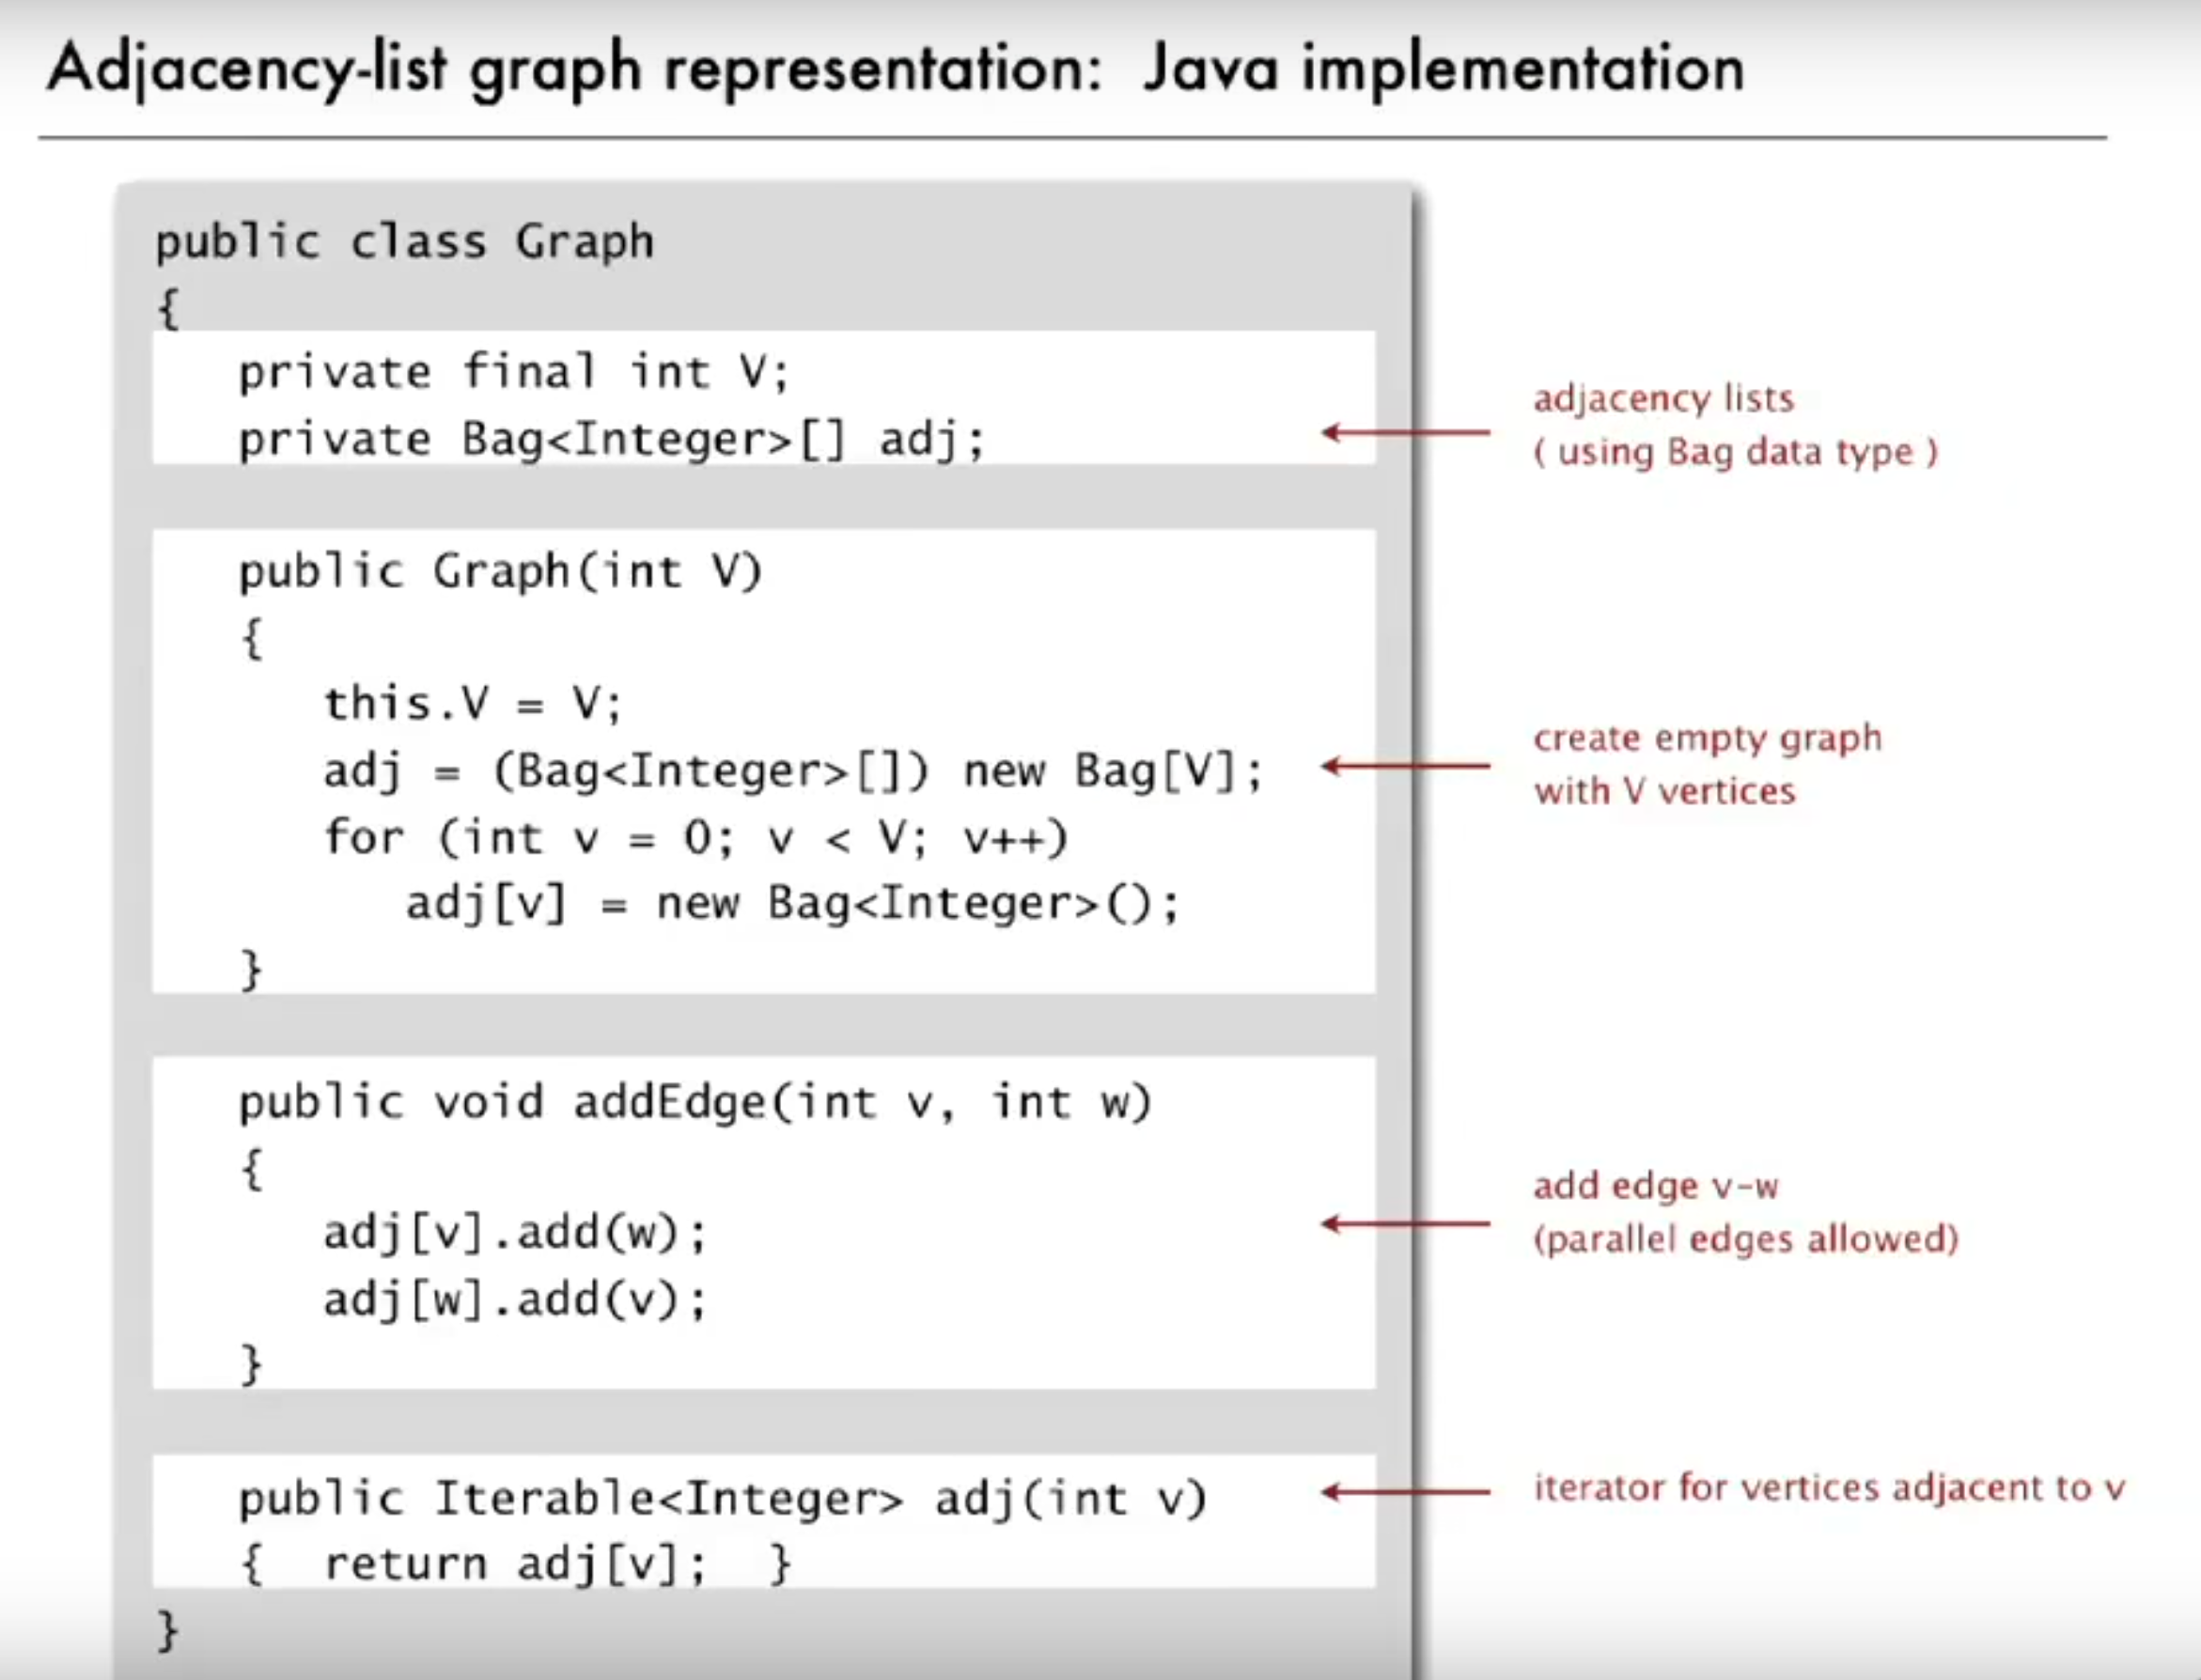 Adjacency-list graph representation: Java implementation
public class Graph
{
private final int V;
private Bag<Integer>[] adj;
adjacency lists
( using Bag data type )
public Graph(int V)
{
this.V = V;
adj = (Bag<Integer>[]) new Bag[V];
for (int v = 0; v < V; v++)
adj[v] = new Bag<Integer>();
}
create empty graph
with V vertices
public void addEdge(int v, int w)
{
adj[v].add(w);
adj[w].add(v);
}
add edge v-w
(parallel edges allowed)
public Iterable<Integer> adj(int v)
{ return adj[v]; }
iterator for vertices adjacent to v
}